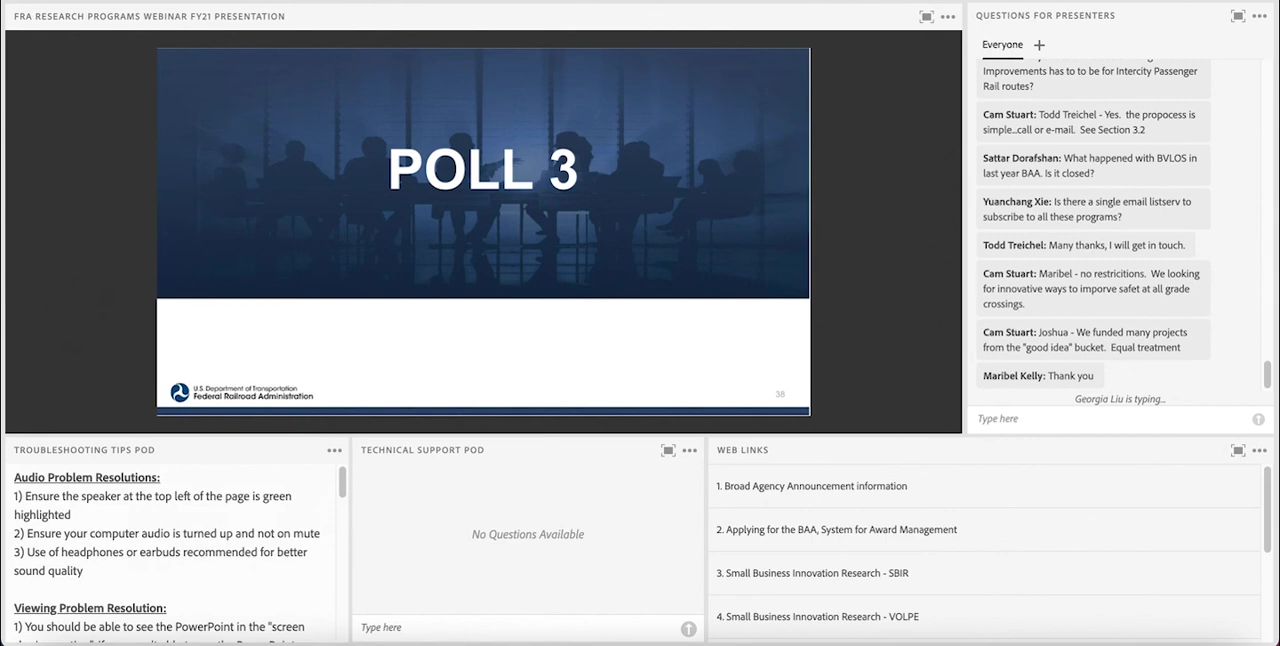 FRA RESEARCH PROGRAMS WEBINAR FY21 PRESENTATION
POLL 3
U.S. Department of Transportation
Federal Railroad Administration
38
QUESTIONS FOR PRESENTERS
Everyone
Improvements has to to be for Intercity Passenger
Rail routes?
Cam Stuart: Todd Treichel - Yes. the propocess is
simple...call or e-mail. See Section 3.2
Sattar Dorafshan: What happened with BVLOS in
last year BAA. Is it closed?
Yuanchang Xie: Is there a single email listserv to
subscribe to all these programs?
Todd Treichel: Many thanks, I will get in touch.
Cam Stuart: Maribel - no restricitions. We looking
for innovative ways to imporve safet at all grade
crossings.
Cam Stuart: Joshua - We funded many projects
from the "good idea" bucket. Equal treatment
Maribel Kelly: Thank you
Georgia Liu is typing...
Type here
TROUBLESHOOTING TIPS POD
Audio Problem Resolutions:
1) Ensure the speaker at the top left of the page is green
highlighted
2) Ensure your computer audio is turned up and not on mute
3) Use of headphones or earbuds recommended for better
sound quality
Viewing Problem Resolution:
1) You should be able to see the PowerPoint in the "screen
TECHNICAL SUPPORT POD
No Questions Available
Type here
WEB LINKS
1. Broad Agency Announcement information
2. Applying for the BAA, System for Award Management
3. Small Business Innovation Research - SBIR
4. Small Business Innovation Research - VOLPE